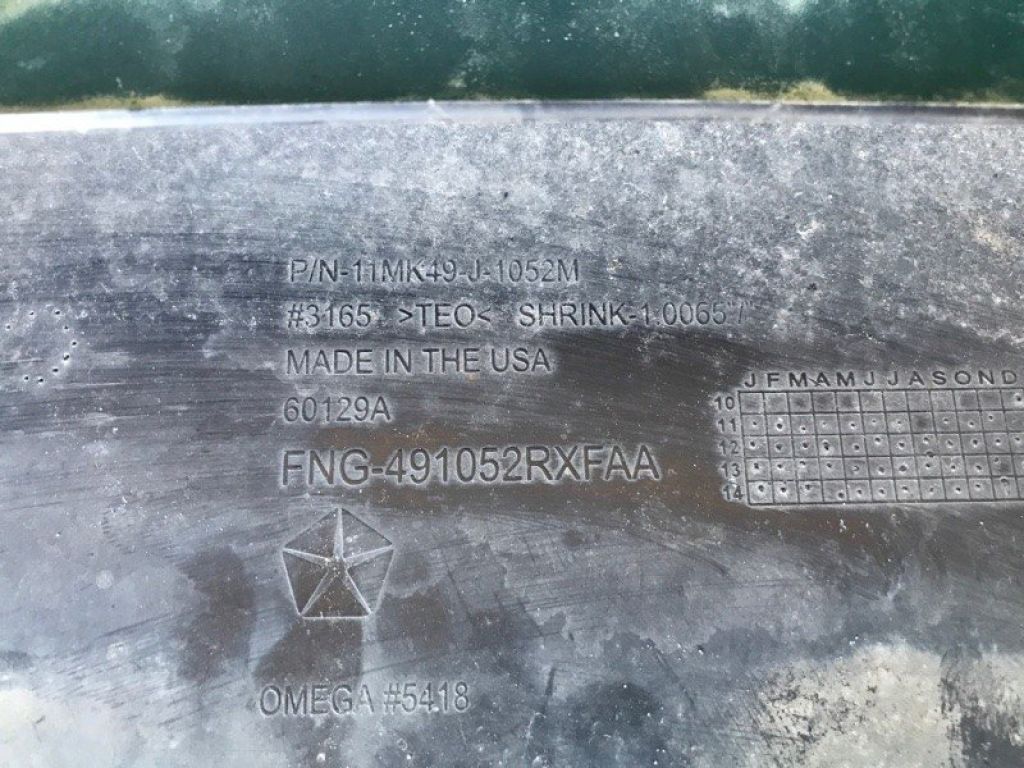 P/N-11MK49-J-1052M
#3165 >TEO< SHRINK-1.0065"/"
MADE IN THE USA
60129A
FNG-491052RXFAA
OMEGA #5418
J F M A M J J A S O N D
10
11
12
13
14